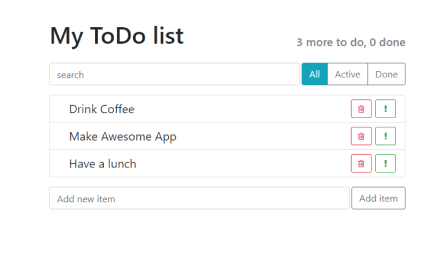 My ToDo list
3 more to do, 0 done
search
All
Active
Done
Drink Coffee
!
Make Awesome App
!
Have a lunch
!
Add new item
Add item